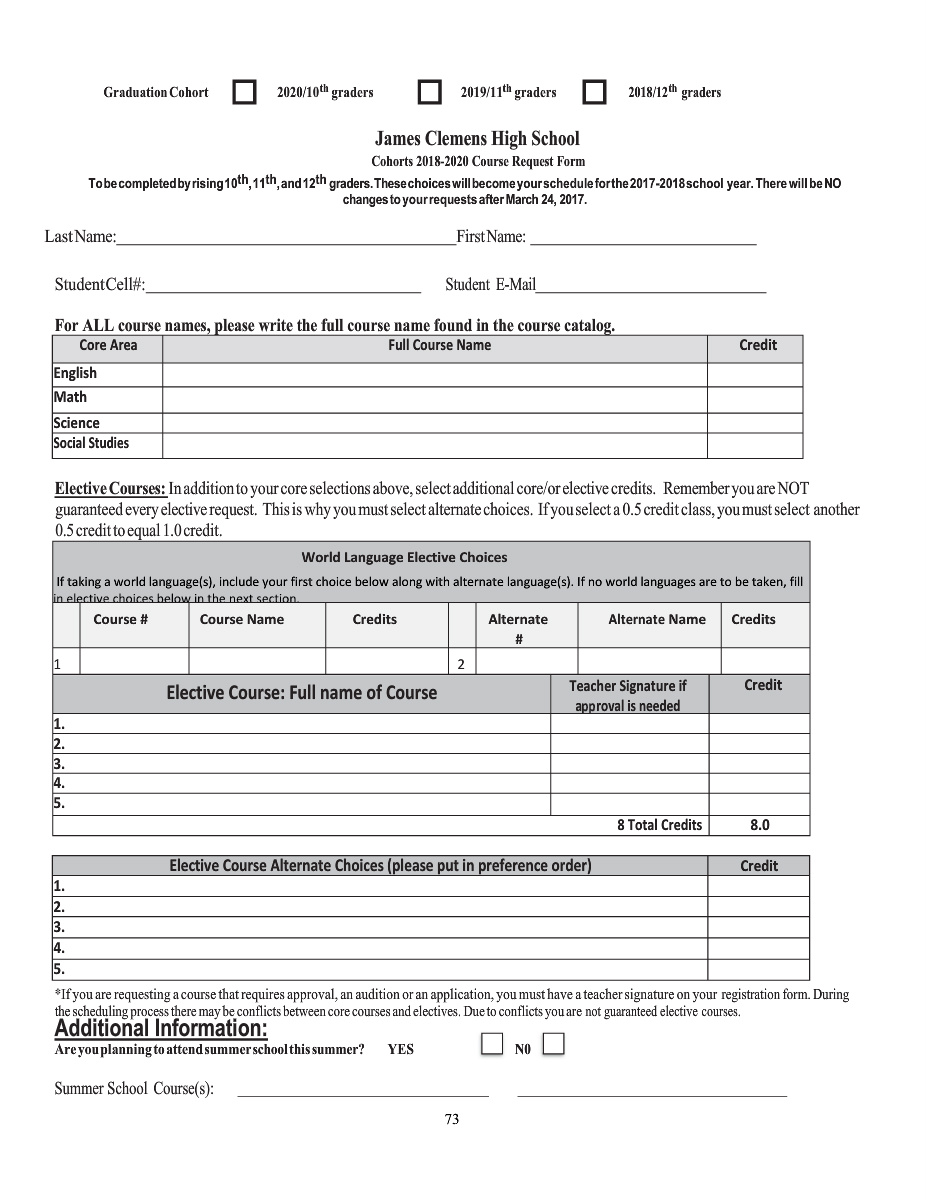 Graduation Cohort 2020/10th graders 2019/11th graders 2018/12th graders
James Clemens High School
Cohorts 2018-2020 Course Request Form
To be completed by rising 10th, 11th, and 12th graders. These choices will become your schedule for the 2017-2018 school year. There will be NO
changes to your requests after March 24, 2017.
Last Name: First Name:
Student Cell#: Student E-Mail
For ALL course names, please write the full course name found in the course catalog.
Core Area Full Course Name Credit
English
Math
Science
Social Studies
Elective Courses: In addition to your core selections above, select additional core/or elective credits. Remember you are NOT
guaranteed every elective request. This is why you must select alternate choices. If you select a 0.5 credit class, you must select another
0.5 credit to equal 1.0 credit.
World Language Elective Choices
If taking a world language(s), include your first choice below along with alternate language(s). If no world languages are to be taken, fill
in elective choices below in the next section.
Course # Course Name Credits Alternate # Alternate Name Credits
1 2
Elective Course: Full name of Course Teacher Signature if approval is needed Credit
1.
2.
3.
4.
5.
8 Total Credits 8.0
Elective Course Alternate Choices (please put in preference order) Credit
1.
2.
3.
4.
5.
*If you are requesting a course that requires approval, an audition or an application, you must have a teacher signature on your registration form. During
the scheduling process there may be conflicts between core courses and electives. Due to conflicts you are not guaranteed elective courses.
Additional Information:
Are you planning to attend summer school this summer? YES N0
Summer School Course(s):
73